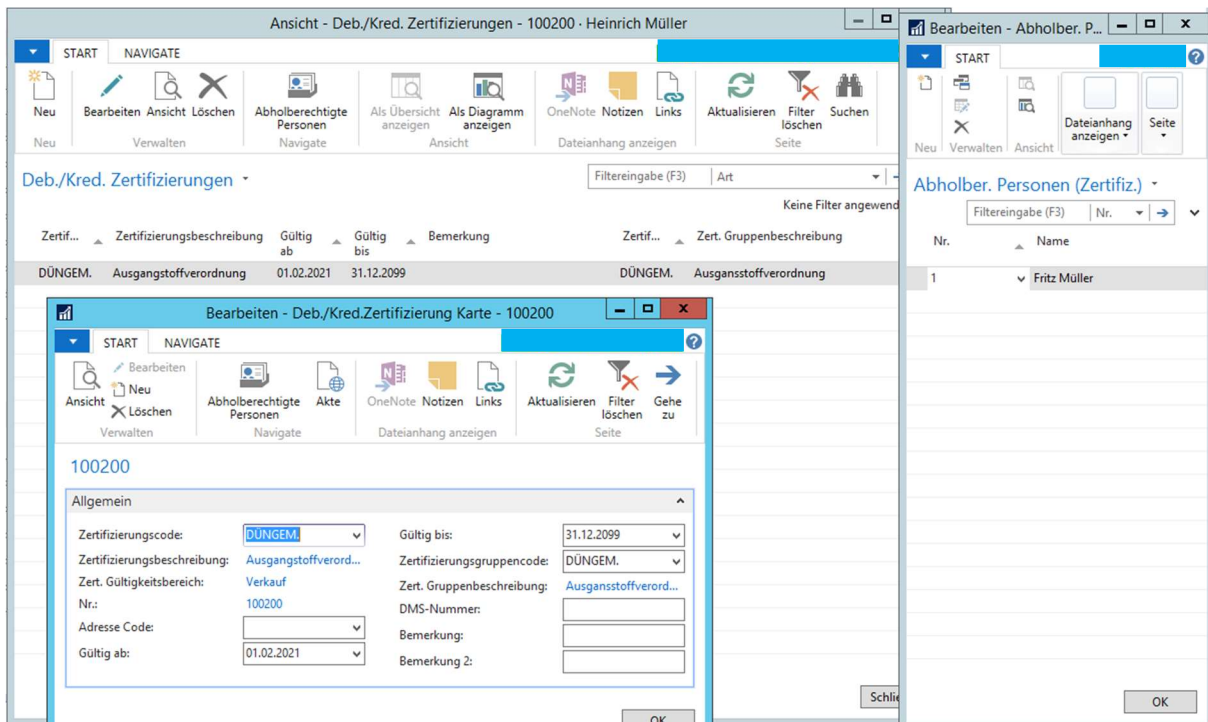 Ansicht - Deb./Kred. Zertifizierungen - 100200 · Heinrich Müller
START NAVIGATE
Neu
Bearbeiten Ansicht Löschen
Abholberechtigte Personen
Als Übersicht anzeigen
Als Diagramm anzeigen
OneNote Notizen Links
Aktualisieren
Filter löschen
Suchen
Neu Verwalten Navigate Ansicht Dateianhang anzeigen Seite
Deb./Kred. Zertifizierungen
Filtereingabe (F3) Art
Keine Filter angewend
Zertif... Zertifizierungsbeschreibung Gültig ab Gültig bis Bemerkung Zertif... Zert. Gruppenbeschreibung
DÜNGEM. Ausgangstoffverordnung 01.02.2021 31.12.2099 DÜNGEM. Ausgansstoffverordnung
Schlie
Bearbeiten - Deb./Kred.Zertifizierung Karte - 100200
START NAVIGATE
Ansicht
Bearbeiten
Neu
Löschen
Abholberechtigte Personen
Akte
OneNote Notizen Links
Aktualisieren
Filter löschen
Gehe zu
Verwalten Navigate Dateianhang anzeigen Seite
100200
Allgemein
Zertifizierungscode: DÜNGEM.
Zertifizierungsbeschreibung: Ausgangstoffverord...
Zert. Gültigkeitsbereich: Verkauf
Nr.: 100200
Adresse Code:
Gültig ab: 01.02.2021
Gültig bis: 31.12.2099
Zertifizierungsgruppencode: DÜNGEM.
Zert. Gruppenbeschreibung: Ausgansstoffverord...
DMS-Nummer:
Bemerkung:
Bemerkung 2:
OK
Bearbeiten - Abholber. P...
START
Dateianhang anzeigen
Seite
Neu Verwalten Ansicht
Abholber. Personen (Zertifiz.)
Filtereingabe (F3) Nr.
Nr. Name
1 Fritz Müller
OK